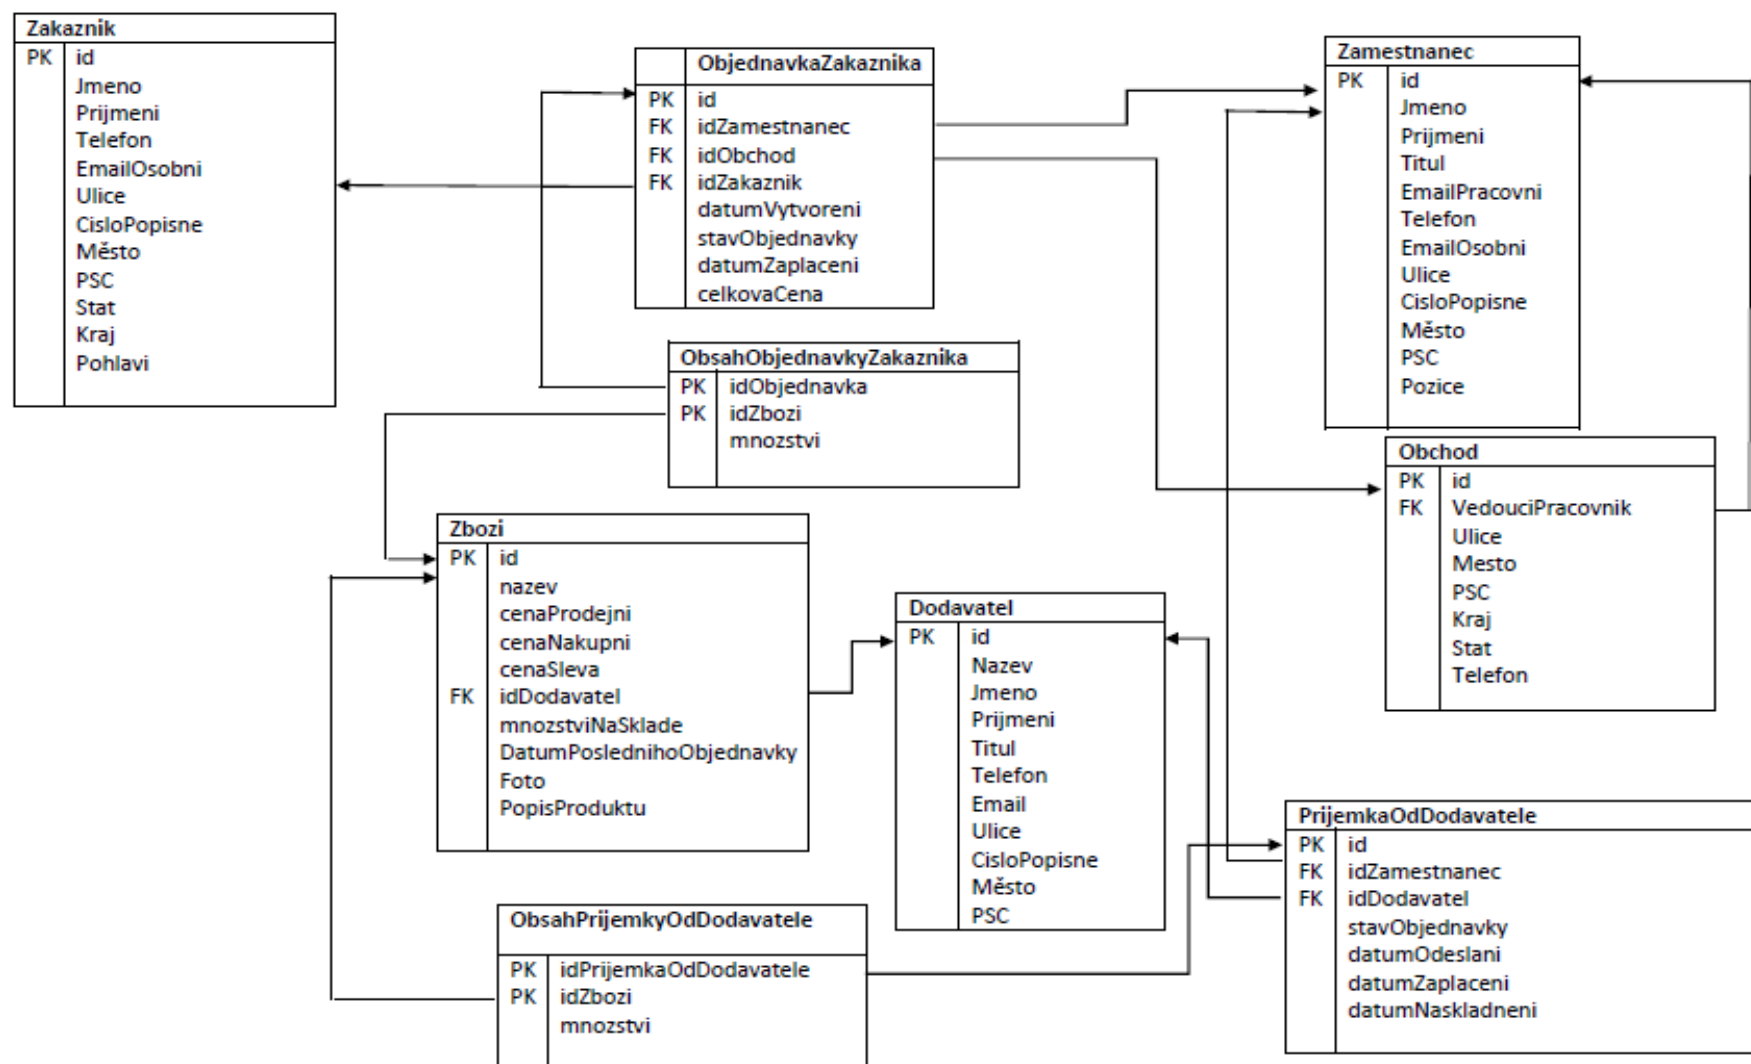 Zakaznik
PK id
Jmeno
Prijmeni
Telefon
EmailOsobni
Ulice
CisloPopisne
Město
PSC
Stat
Kraj
Pohlavi
ObjednavkaZakaznika
PK id
FK idZamestnanec
FK idObchod
FK idZakaznik
datumVytvoreni
stavObjednavky
datumZaplaceni
celkovaCena
Zamestnanec
PK id
Jmeno
Prijmeni
Titul
EmailPracovni
Telefon
EmailOsobni
Ulice
CisloPopisne
Město
PSC
Pozice
ObsahObjednavkyZakaznika
PK idObjednavka
PK idZbozi
mnozstvi
Obchod
PK id
FK VedouciPracovnik
Ulice
Mesto
PSC
Kraj
Stat
Telefon
Zbozi
PK id
nazev
cenaProdejni
cenaNakupni
cenaSleva
FK idDodavatel
mnozstviNaSklade
DatumPoslednihoObjednavky
Foto
PopisProduktu
Dodavatel
PK id
Nazev
Jmeno
Prijmeni
Titul
Telefon
Email
Ulice
CisloPopisne
Město
PSC
PrijemkaOdDodavatele
PK id
FK idZamestnanec
FK idDodavatel
stavObjednavky
datumOdeslani
datumZaplaceni
datumNaskladneni
ObsahPrijemkyOdDodavatele
PK idPrijemkaOdDodavatele
PK idZbozi
mnozstvi